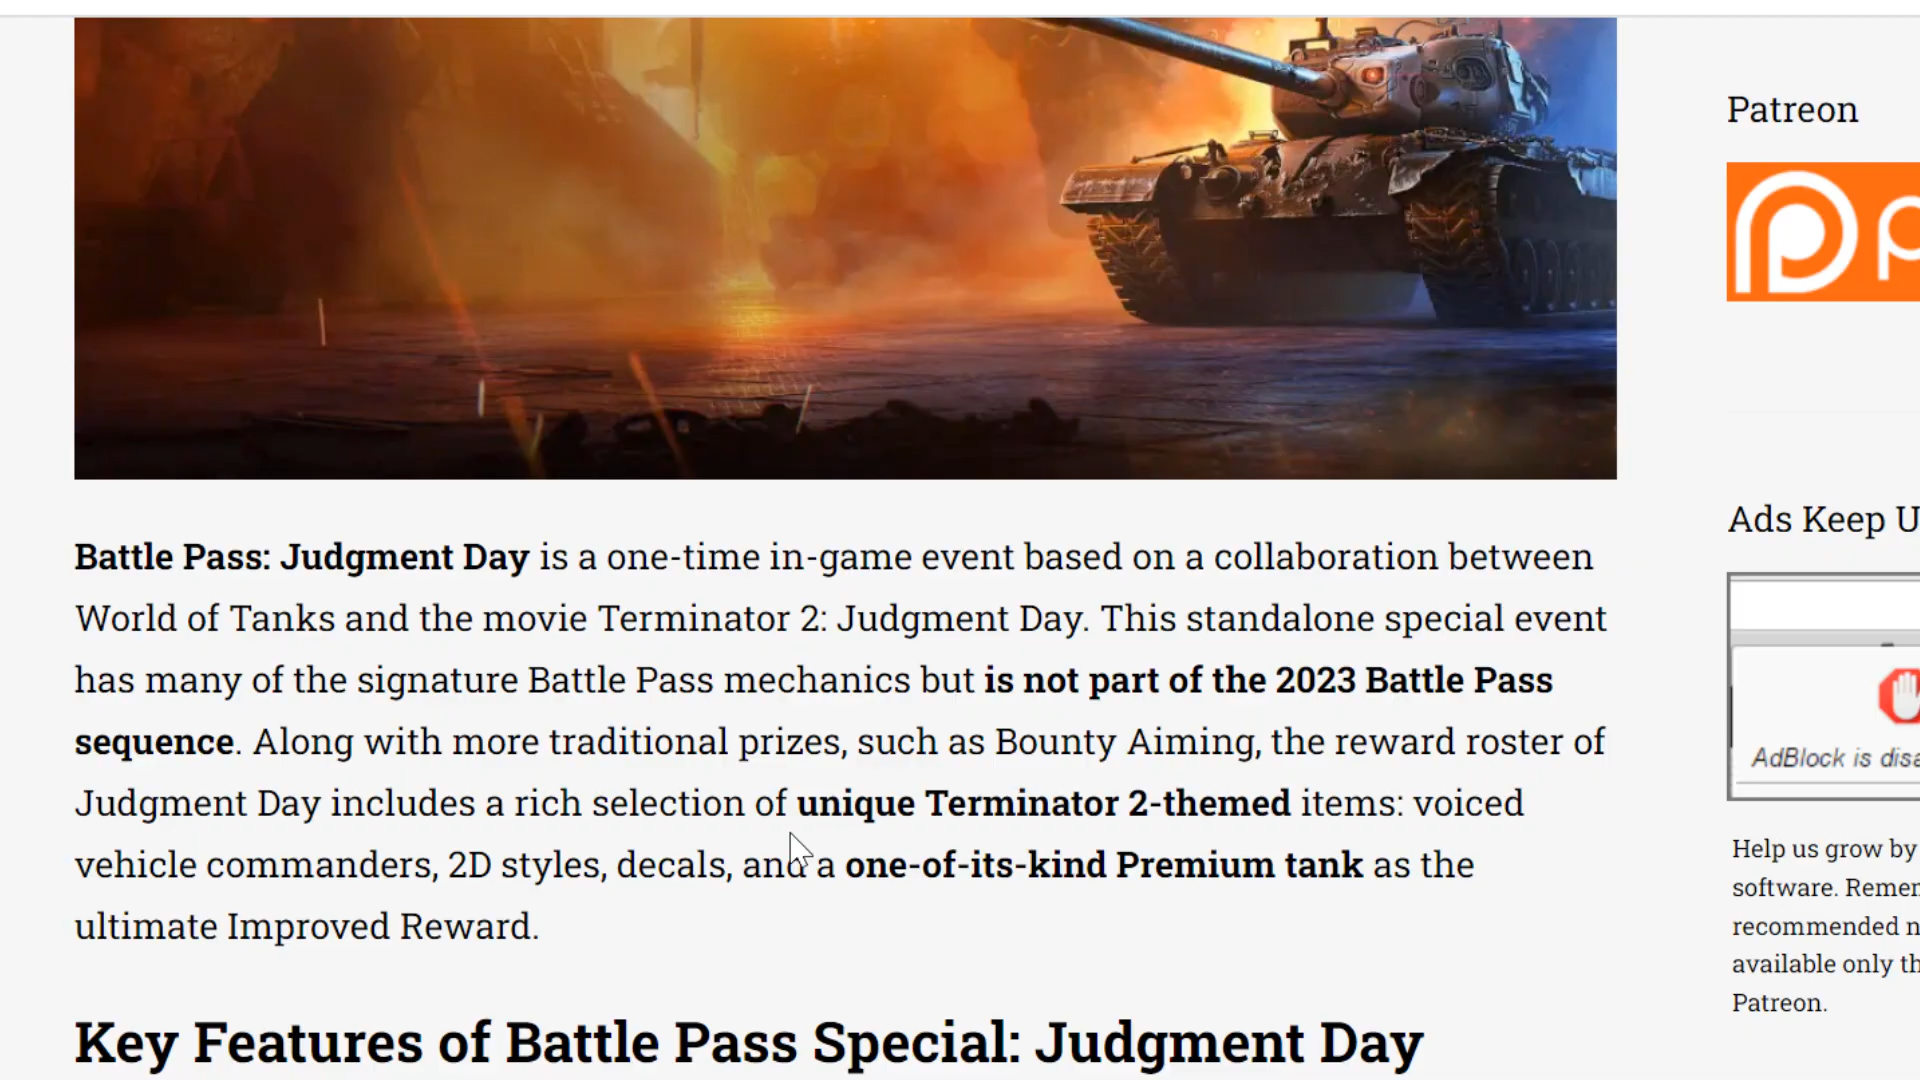 Patreon
Battle Pass: Judgment Day is a one-time in-game event based on a collaboration between
World of Tanks and the movie Terminator 2: Judgment Day. This standalone special event
has many of the signature Battle Pass mechanics but is not part of the 2023 Battle Pass
sequence. Along with more traditional prizes, such as Bounty Aiming, the reward roster of
Judgment Day includes a rich selection of unique Terminator 2-themed items: voiced
vehicle commanders, 2D styles, decals, and a one-of-its-kind Premium tank as the
ultimate Improved Reward.
Key Features of Battle Pass Special: Judgment Day
Ads Keep U
AdBlock is disa
Help us grow by
software. Remem
recommended n
available only th
Patreon.